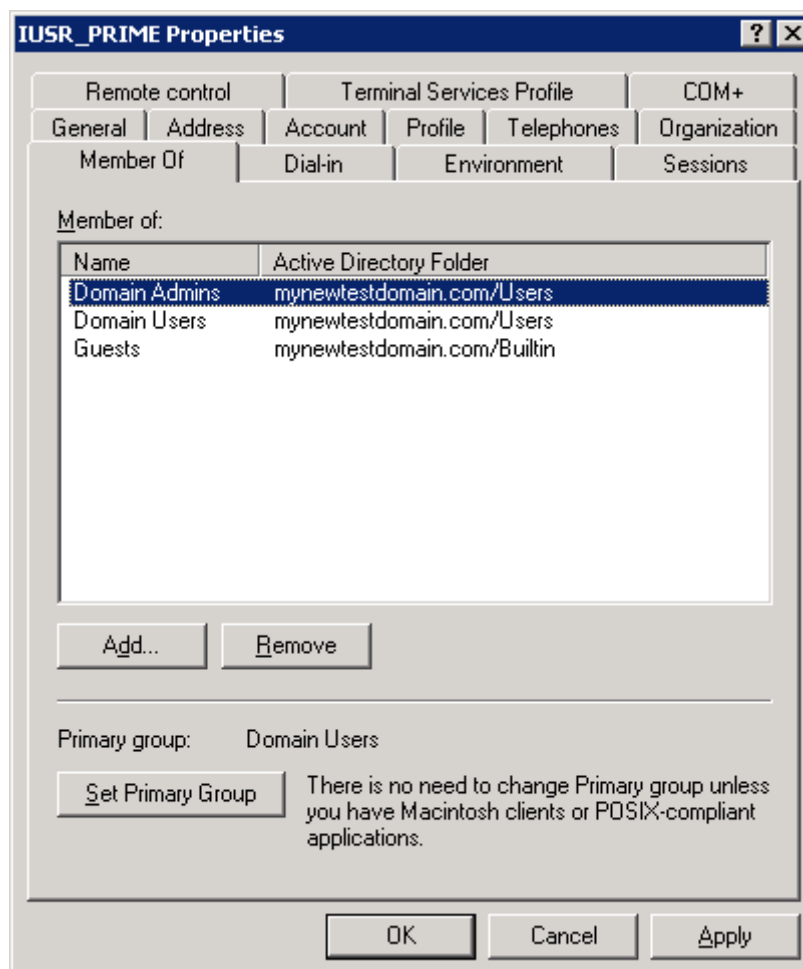 IUSR_PRIME Properties
Remote control Terminal Services Profile COM+
General Address Account Profile Telephones Organization
Member Of Dial-in Environment Sessions
Member of:
Name Active Directory Folder
Domain Admins mynewtestdomain.com/Users
Domain Users mynewtestdomain.com/Users
Guests mynewtestdomain.com/Builtin
Add... Remove
Primary group: Domain Users
Set Primary Group
There is no need to change Primary group unless
you have Macintosh clients or POSIX-compliant
applications.
OK Cancel Apply